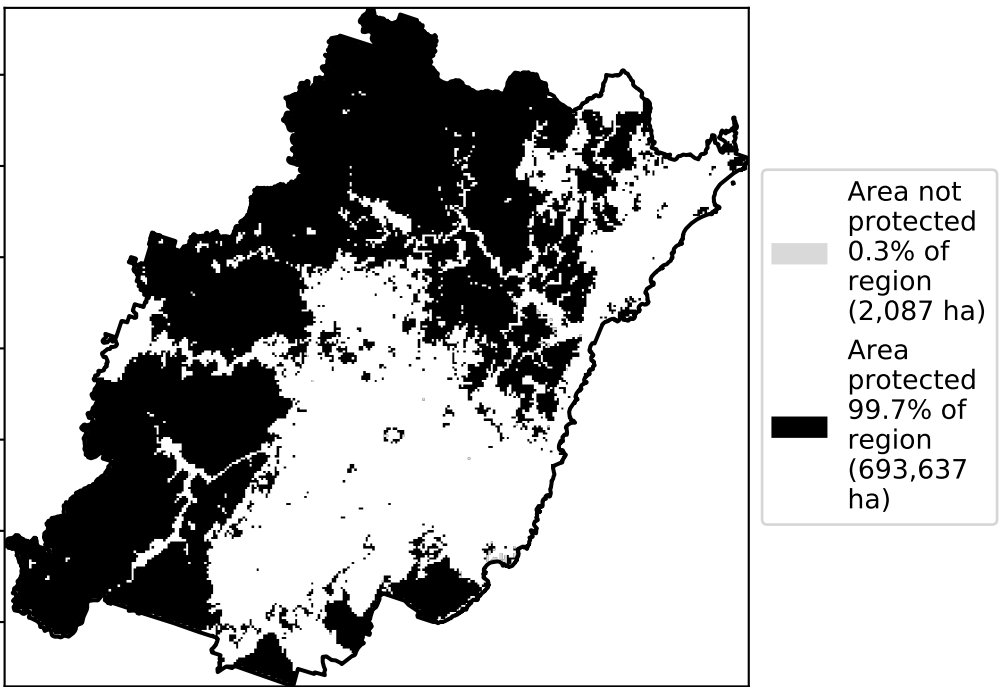 Area not
protected
0.3% of
region
(2,087 ha)
Area
protected
99.7% of
region
(693,637
ha)